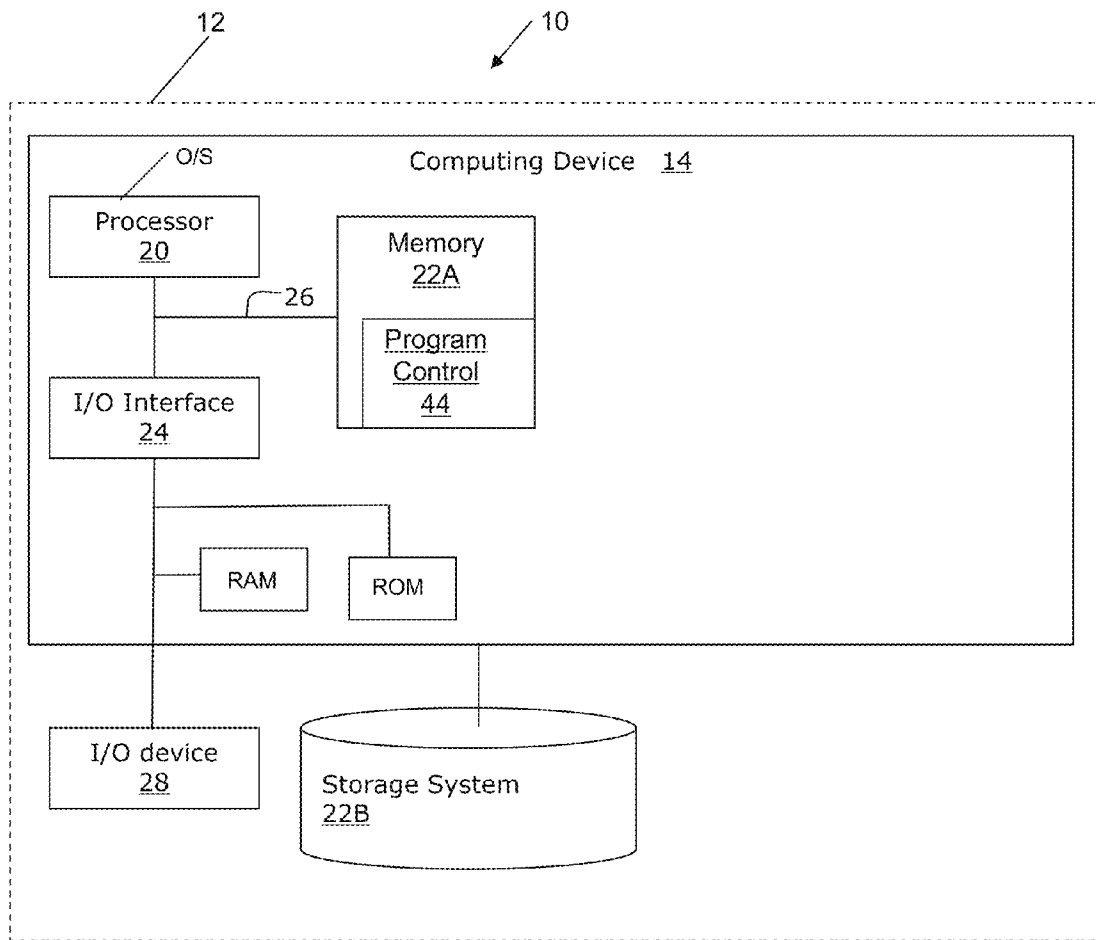 12
10
Computing Device 14
O/S
Processor
20
Memory
22A
26
Program
Control
44
I/O Interface
24
RAM
ROM
I/O device
28
Storage System
22B